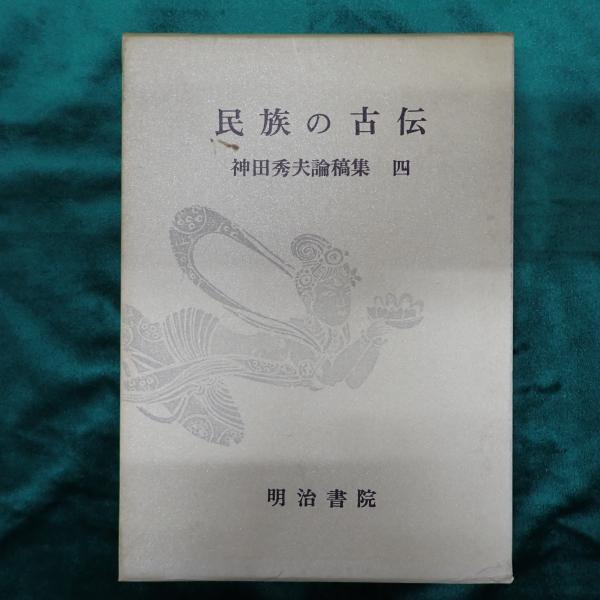 民族の古伝
神田秀夫論稿集 四
明治書院